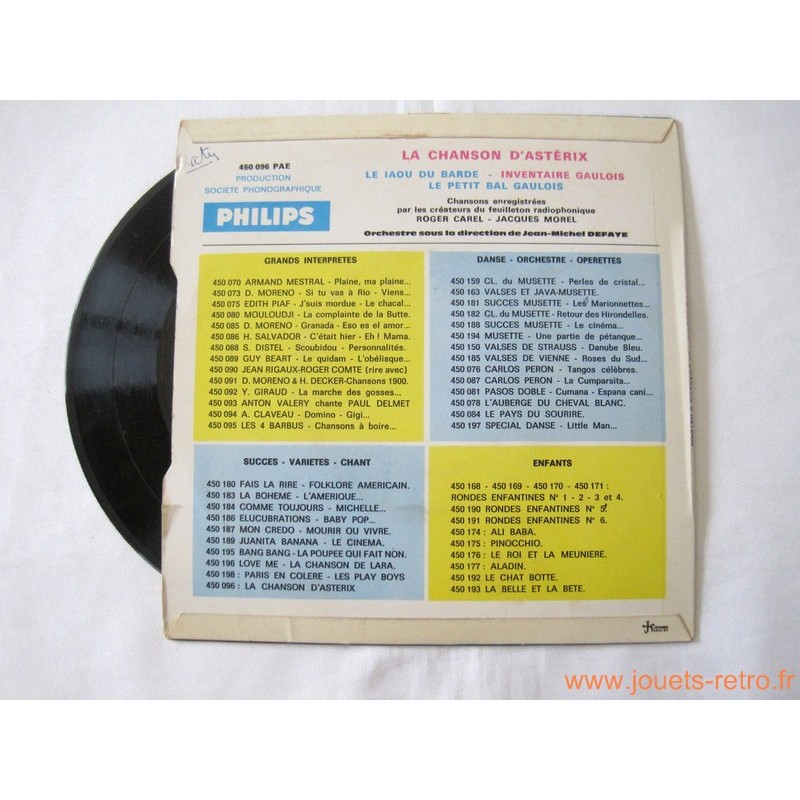 450 096 PAE
PRODUCTION
SOCIETE PHONOGRAPHIQUE
PHILIPS
LA CHANSON D'ASTÉRIX
LE IAOU DU BARDE - INVENTAIRE GAULOIS
LE PETIT BAL GAULOIS
Chansons enregistrées
par les créateurs du feuilleton radiophonique
ROGER CAREL - JACQUES MOREL
Orchestre sous la direction de Jean-Michel DEFAYE
GRANDS INTERPRETES
450 070 ARMAND MESTRAL - Plaine, ma plaine...
450 073 D. MORENO - Si tu vas à Rio - Viens...
450 075 EDITH PIAF - J'suis mordue - Le chacal...
450 080 MOULOUDJI - La complainte de la Butte.
450 085 D. MORENO - Granada - Eso es el amor...
450 086 H. SALVADOR - C'était hier - Eh ! Mama.
450 088 S. DISTEL - Scoubidou - Personnalités.
450 089 GUY BEART - Le quidam - L'obélisque...
450 090 JEAN RIGAUX-ROGER COMTE (rire avec)
450 091 D. MORENO & H. DECKER-Chansons 1900.
450 092 Y. GIRAUD - La marche des gosses...
450 093 ANTON VALERY chante PAUL DELMET
450 094 A. CLAVEAU - Domino - Gigi...
450 095 LES 4 BARBUS - Chansons à boire...
DANSE - ORCHESTRE - OPERETTES
450 159 CL. du MUSETTE - Perles de cristal...
450 163 VALSES ET JAVA-MUSETTE.
450 181 SUCCES MUSETTE - Les Marionnettes...
450 182 CL. du MUSETTE - Retour des Hirondelles.
450 188 SUCCES MUSETTE - Le cinéma...
450 194 MUSETTE - Une partie de pétanque...
450 150 VALSES DE STRAUSS - Danube Bleu.
450 185 VALSES DE VIENNE - Roses du Sud...
450 076 CARLOS PERON - Tangos célèbres.
450 087 CARLOS PERON - La Cumparsita...
450 081 PASOS DOBLE - Cumana - Espana cani...
450 078 L'AUBERGE DU CHEVAL BLANC.
450 084 LE PAYS DU SOURIRE.
450 197 SPECIAL DANSE - Little Man...
SUCCES - VARIETES - CHANT
450 180 FAIS LA RIRE - FOLKLORE AMERICAIN.
450 183 LA BOHEME - L'AMERIQUE...
450 184 COMME TOUJOURS - MICHELLE...
450 186 ELUCUBRATIONS - BABY POP...
450 187 MON CREDO - MOURIR OU VIVRE.
450 189 JUANITA BANANA - LE CINEMA.
450 195 BANG BANG - LA POUPEE QUI FAIT NON.
450 196 LOVE ME - LA CHANSON DE LARA.
450 198 : PARIS EN COLERE - LES PLAY BOYS
450 096 : LA CHANSON D'ASTERIX
ENFANTS
450 168 - 450 169 - 450 170 - 450 171 :
RONDES ENFANTINES Nº 1 - 2 - 3 et 4.
450 190 RONDES ENFANTINES Nº 5.
450 191 RONDES ENFANTINES Nº 6.
450 174 : ALI BABA.
450 175 : PINOCCHIO.
450 176 : LE ROI ET LA MEUNIERE.
450 177 : ALADIN.
450 192 LE CHAT BOTTE.
450 193 LA BELLE ET LA BETE.
www.jouets-retro.fr